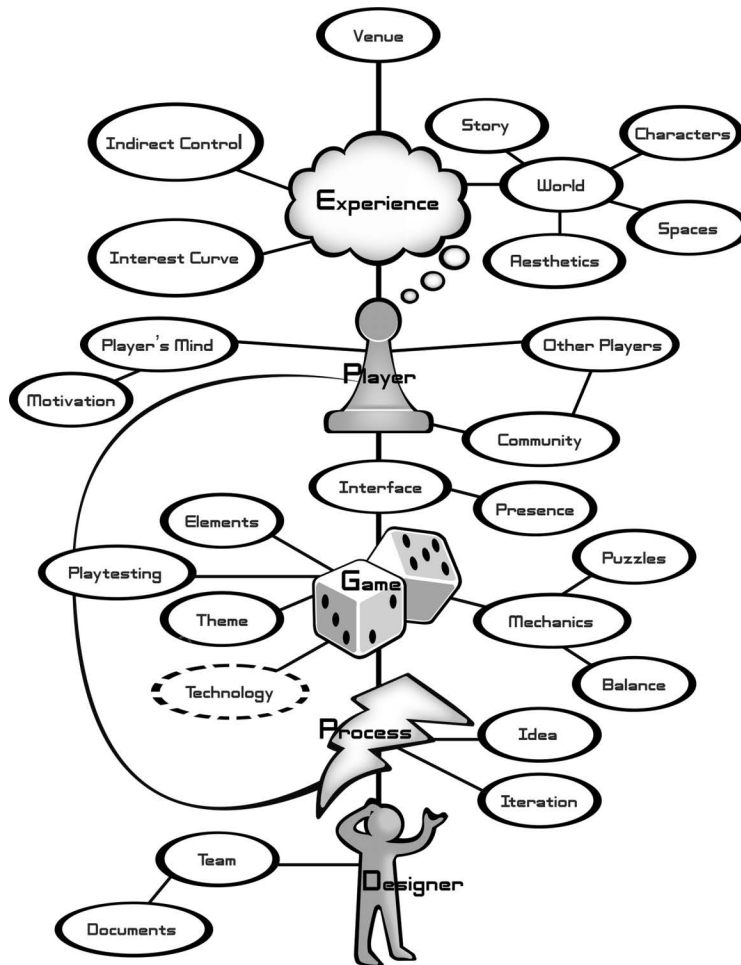 Venue
Story
Characters
Indirect Control
World
Experience
Spaces
Interest Curve
Aesthetics
Player's Mind
Other Players
Player
Motivation
Community
Interface
Presence
Elements
Puzzles
Playtesting
Game
Theme
Mechanics
Technology
Balance
Process
Idea
Iteration
Team
Designer
Documents